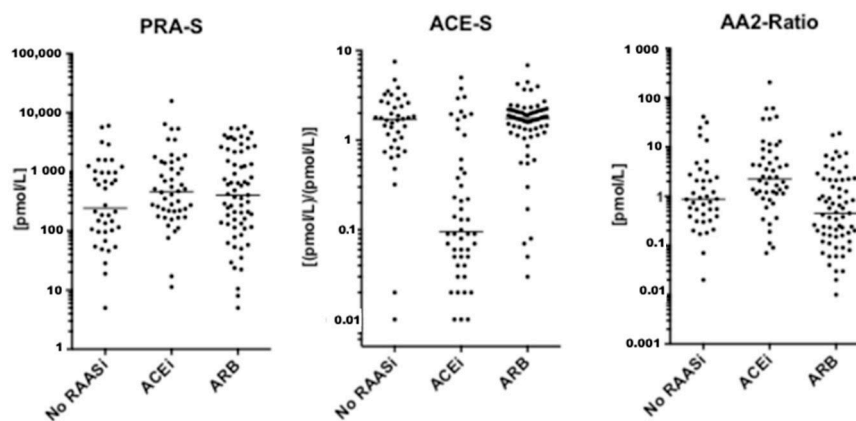 PRA-S
100,000
10,000
1 000
100
10
1
[pmol/L]
No RAASi
ACEi
ARB
ACE-S
10
1
0.1
0.01
[(pmol/L)/(pmol/L)]
No RAASi
ACEi
ARB
AA2-Ratio
1 000
100
10
1
0.1
0.01
0.001
[pmol/L]
No RAASi
ACEi
ARB